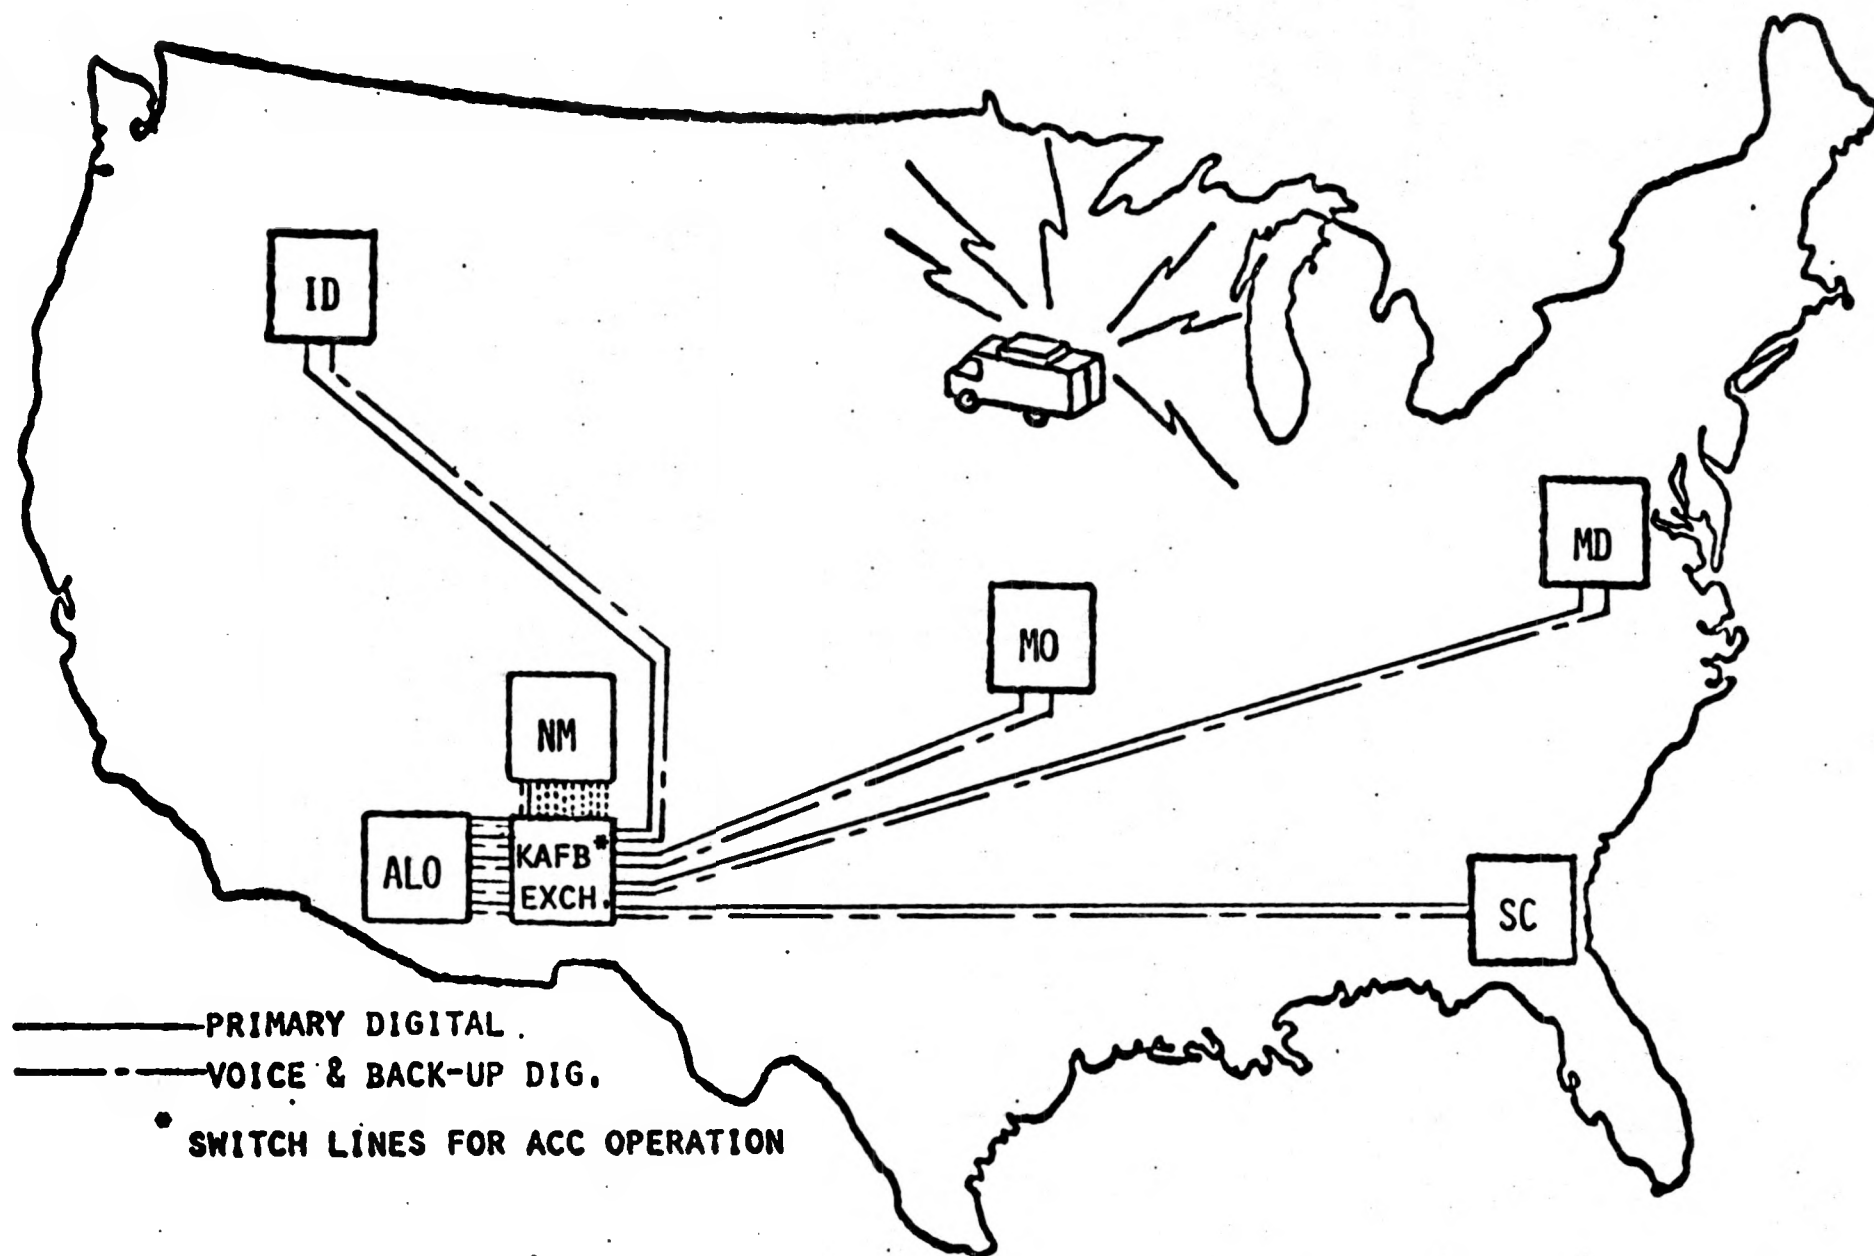 ID
MD
MO
NM
ALO
KAFB*
EXCH.
SC
PRIMARY DIGITAL
VOICE & BACK-UP DIG.
* SWITCH LINES FOR ACC OPERATION